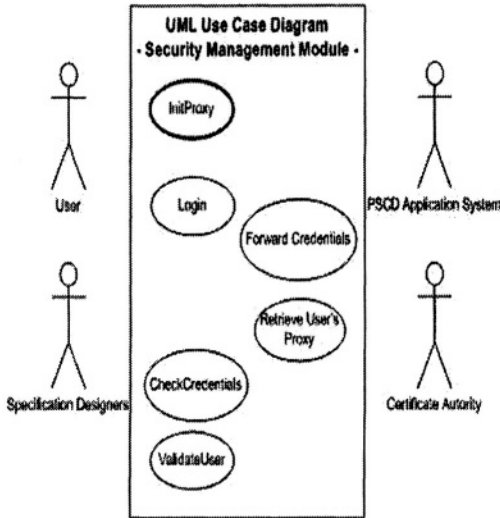 UML Use Case Diagram
- Security Management Module -
InitProxy
User
Login
PSCD Application System
Forward Credentials
Retrieve User's
Proxy
Specification Designers
CheckCredentials
Certificate Autority
ValidateUser